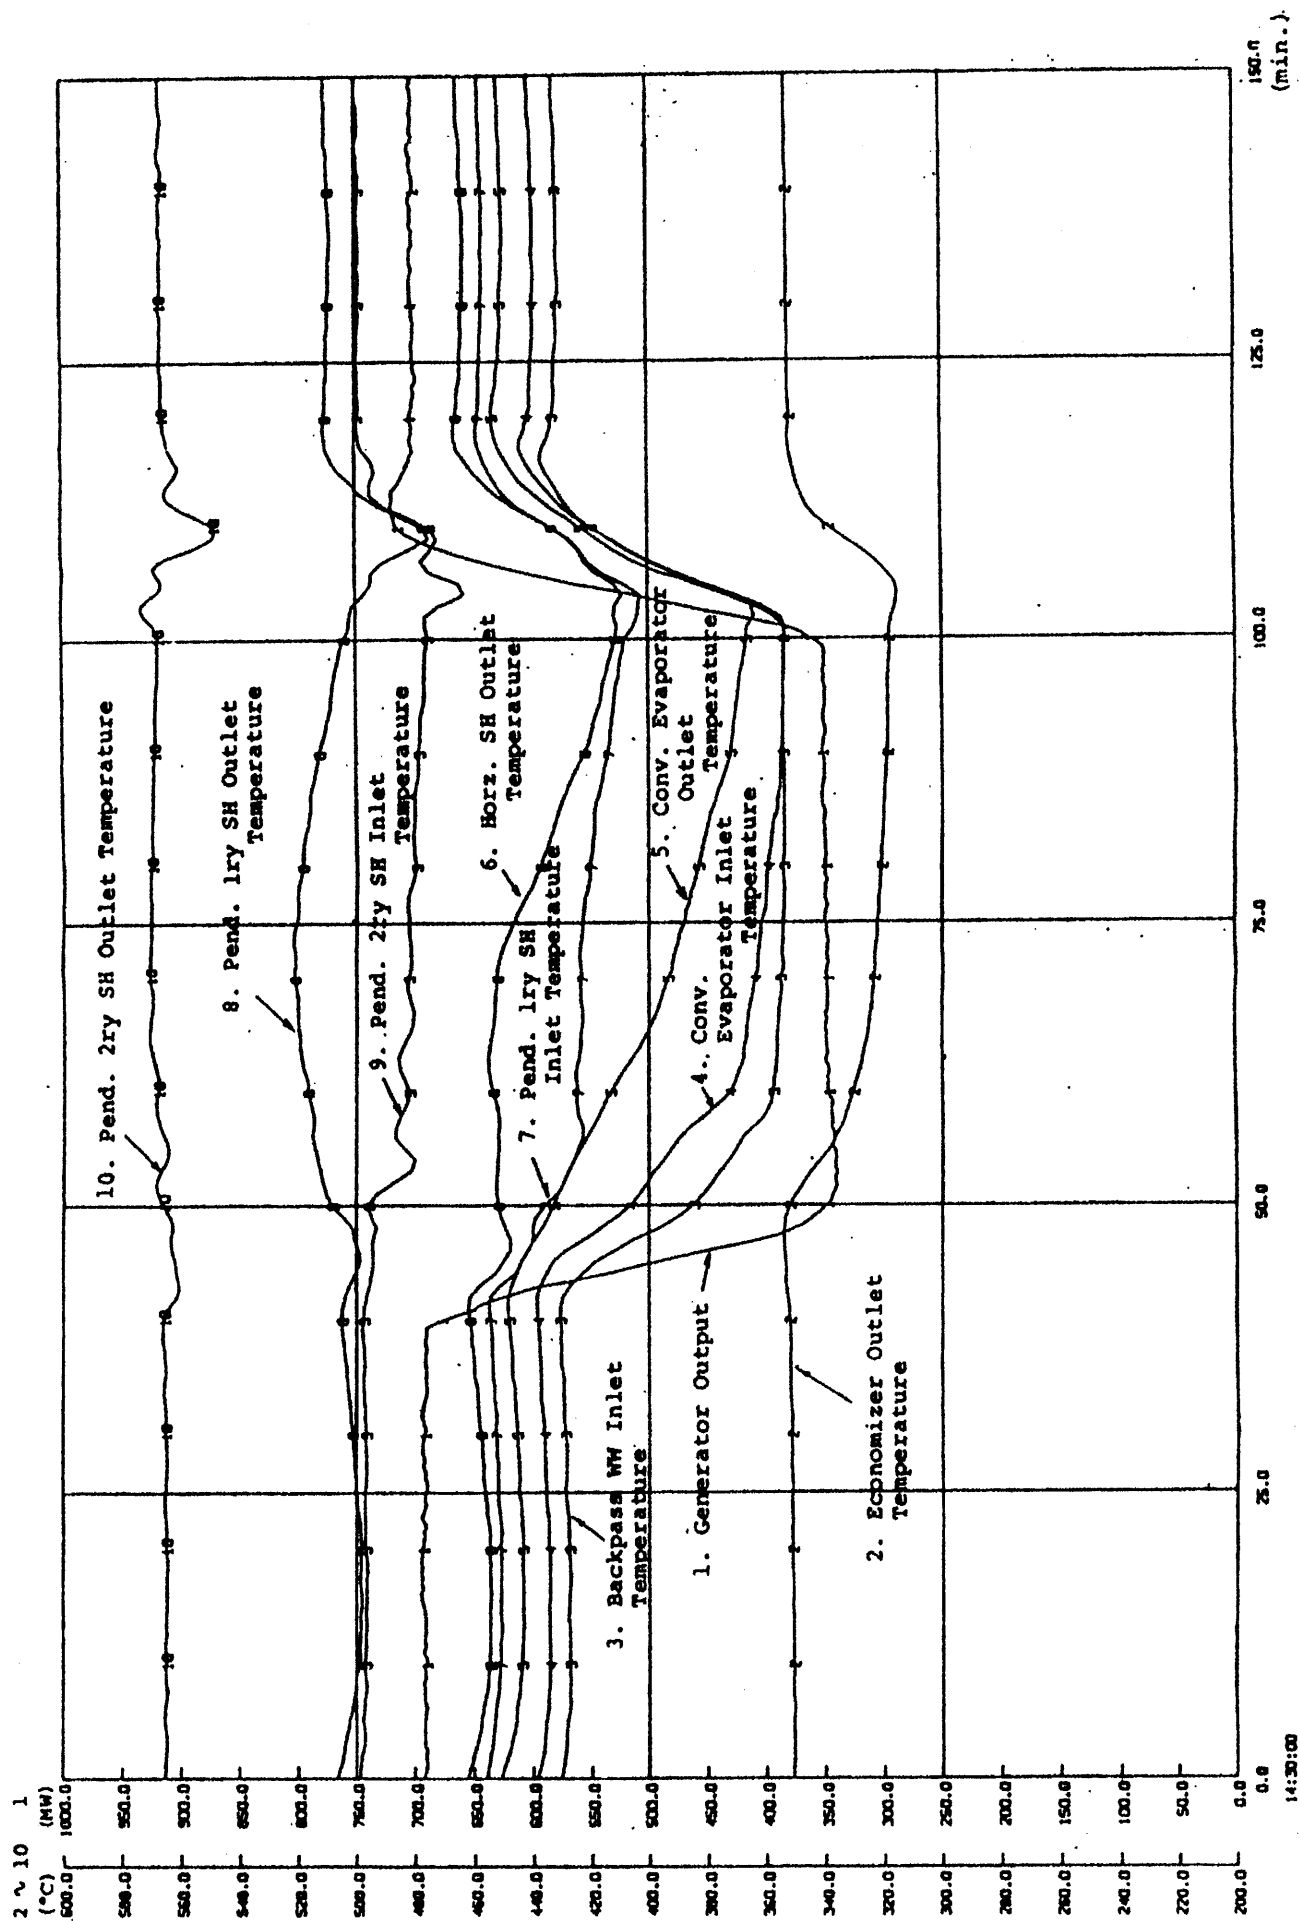 2 ~ 10
(°C)
600.0
580.0
560.0
540.0
520.0
500.0
480.0
460.0
440.0
420.0
400.0
380.0
360.0
340.0
320.0
300.0
280.0
260.0
240.0
220.0
200.0
1
(MW)
1000.0
950.0
900.0
850.0
800.0
750.0
700.0
650.0
600.0
550.0
500.0
450.0
400.0
350.0
300.0
250.0
200.0
150.0
100.0
50.0
0.0
10. Pend. 2ry SH Outlet Temperature
8. Pend. 1ry SH Outlet
Temperature
9. Pend. 2ry SH Inlet
Temperature
6. Horz. SH Outlet
Temperature
7. Pend. 1ry SH
Inlet Temperature
5. Conv. Evaporator
Outlet
Temperature
4. Conv.
Evaporator Inlet
Temperature
3. Backpass WW Inlet
Temperature
1. Generator Output
2. Economizer Outlet
Temperature
0.0
25.0
50.0
75.0
100.0
125.0
150.0
(min.)
14:30:00